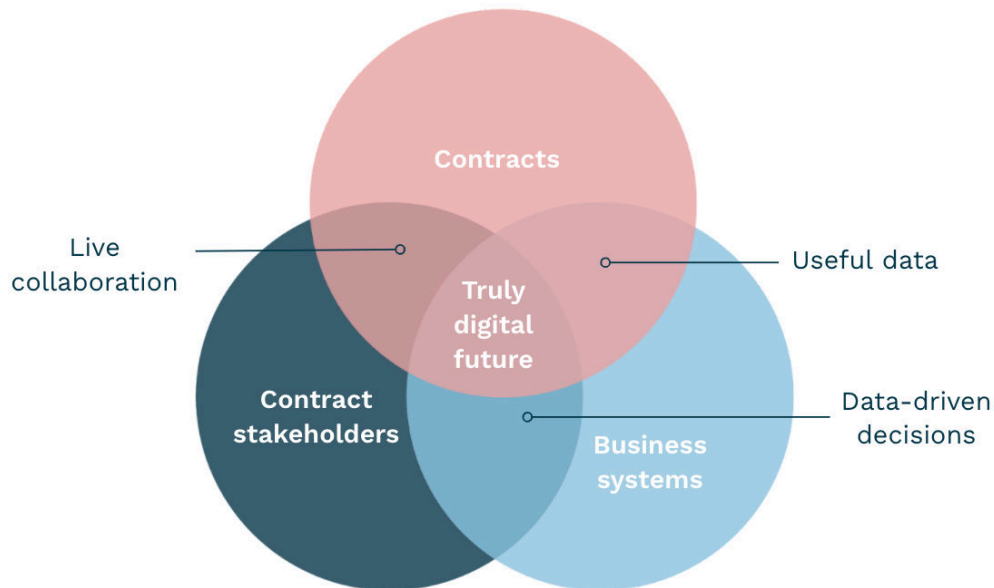 Contracts
Live
collaboration
Useful data
Truly
digital
future
Contract
stakeholders
Data-driven
decisions
Business
systems